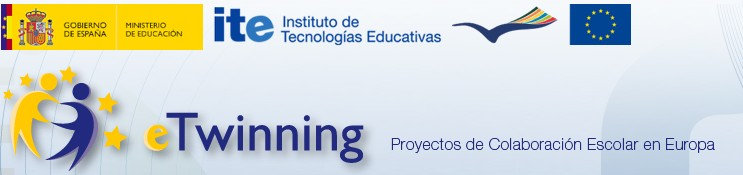 GOBIERNO
DE ESPAÑA
MINISTERIO
DE EDUCACIÓN
ite
Instituto de
Tecnologías Educativas
eTwinning
Proyectos de Colaboración Escolar en Europa